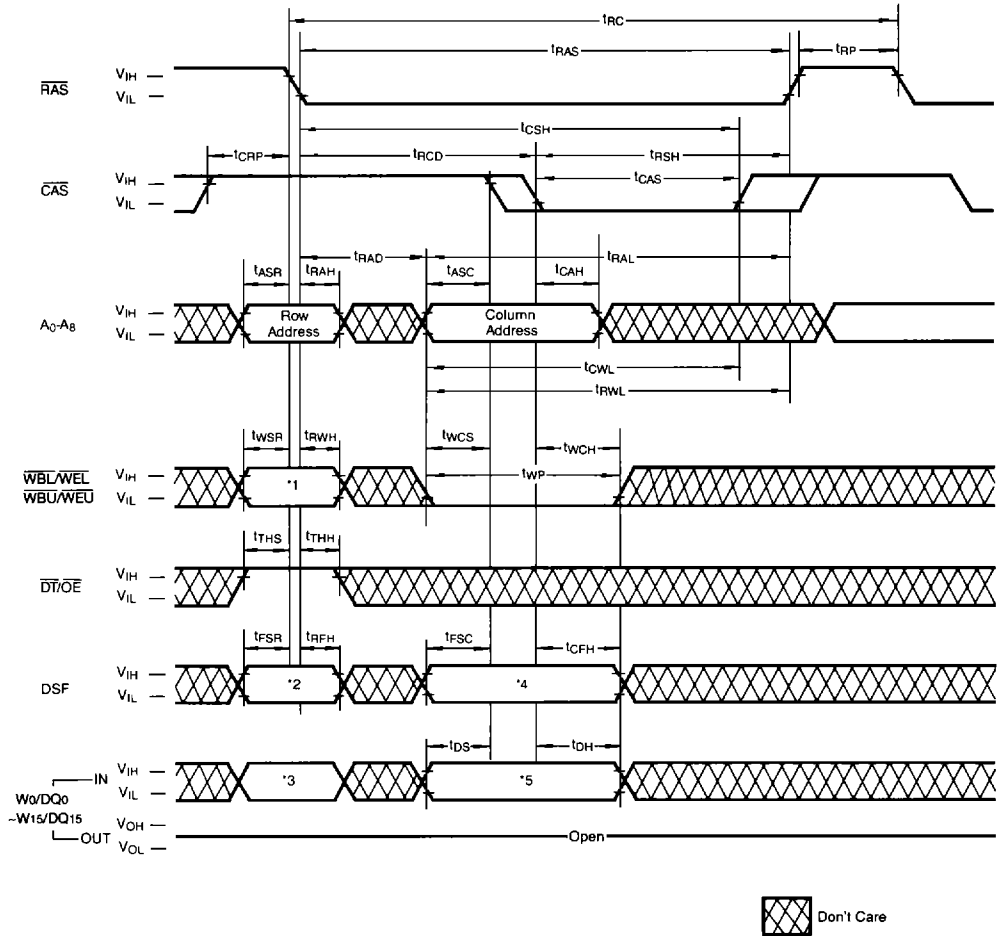 tRC
tRAS
tRP
RAS
VIH
VIL
tCSH
tCRP
tRCD
tRSH
CAS
VIH
VIL
tCAS
tRAD
tRAL
tASR
tRAH
tASC
tCAH
A0-A8
VIH
VIL
Row
Address
Column
Address
tCWL
tRWL
tWSR
tRWH
tWCS
tWCH
WBL/WEL
WBU/WEU
VIH
VIL
*1
tWP
tTHS
tTHH
DT/OE
VIH
VIL
tFSR
tRFH
tFSC
tCFH
DSF
VIH
VIL
*2
*4
tDS
tDH
W0/DQ0
~W15/DQ15
IN
VIH
VIL
*3
*5
OUT
VOH
VOL
Open
Don't Care